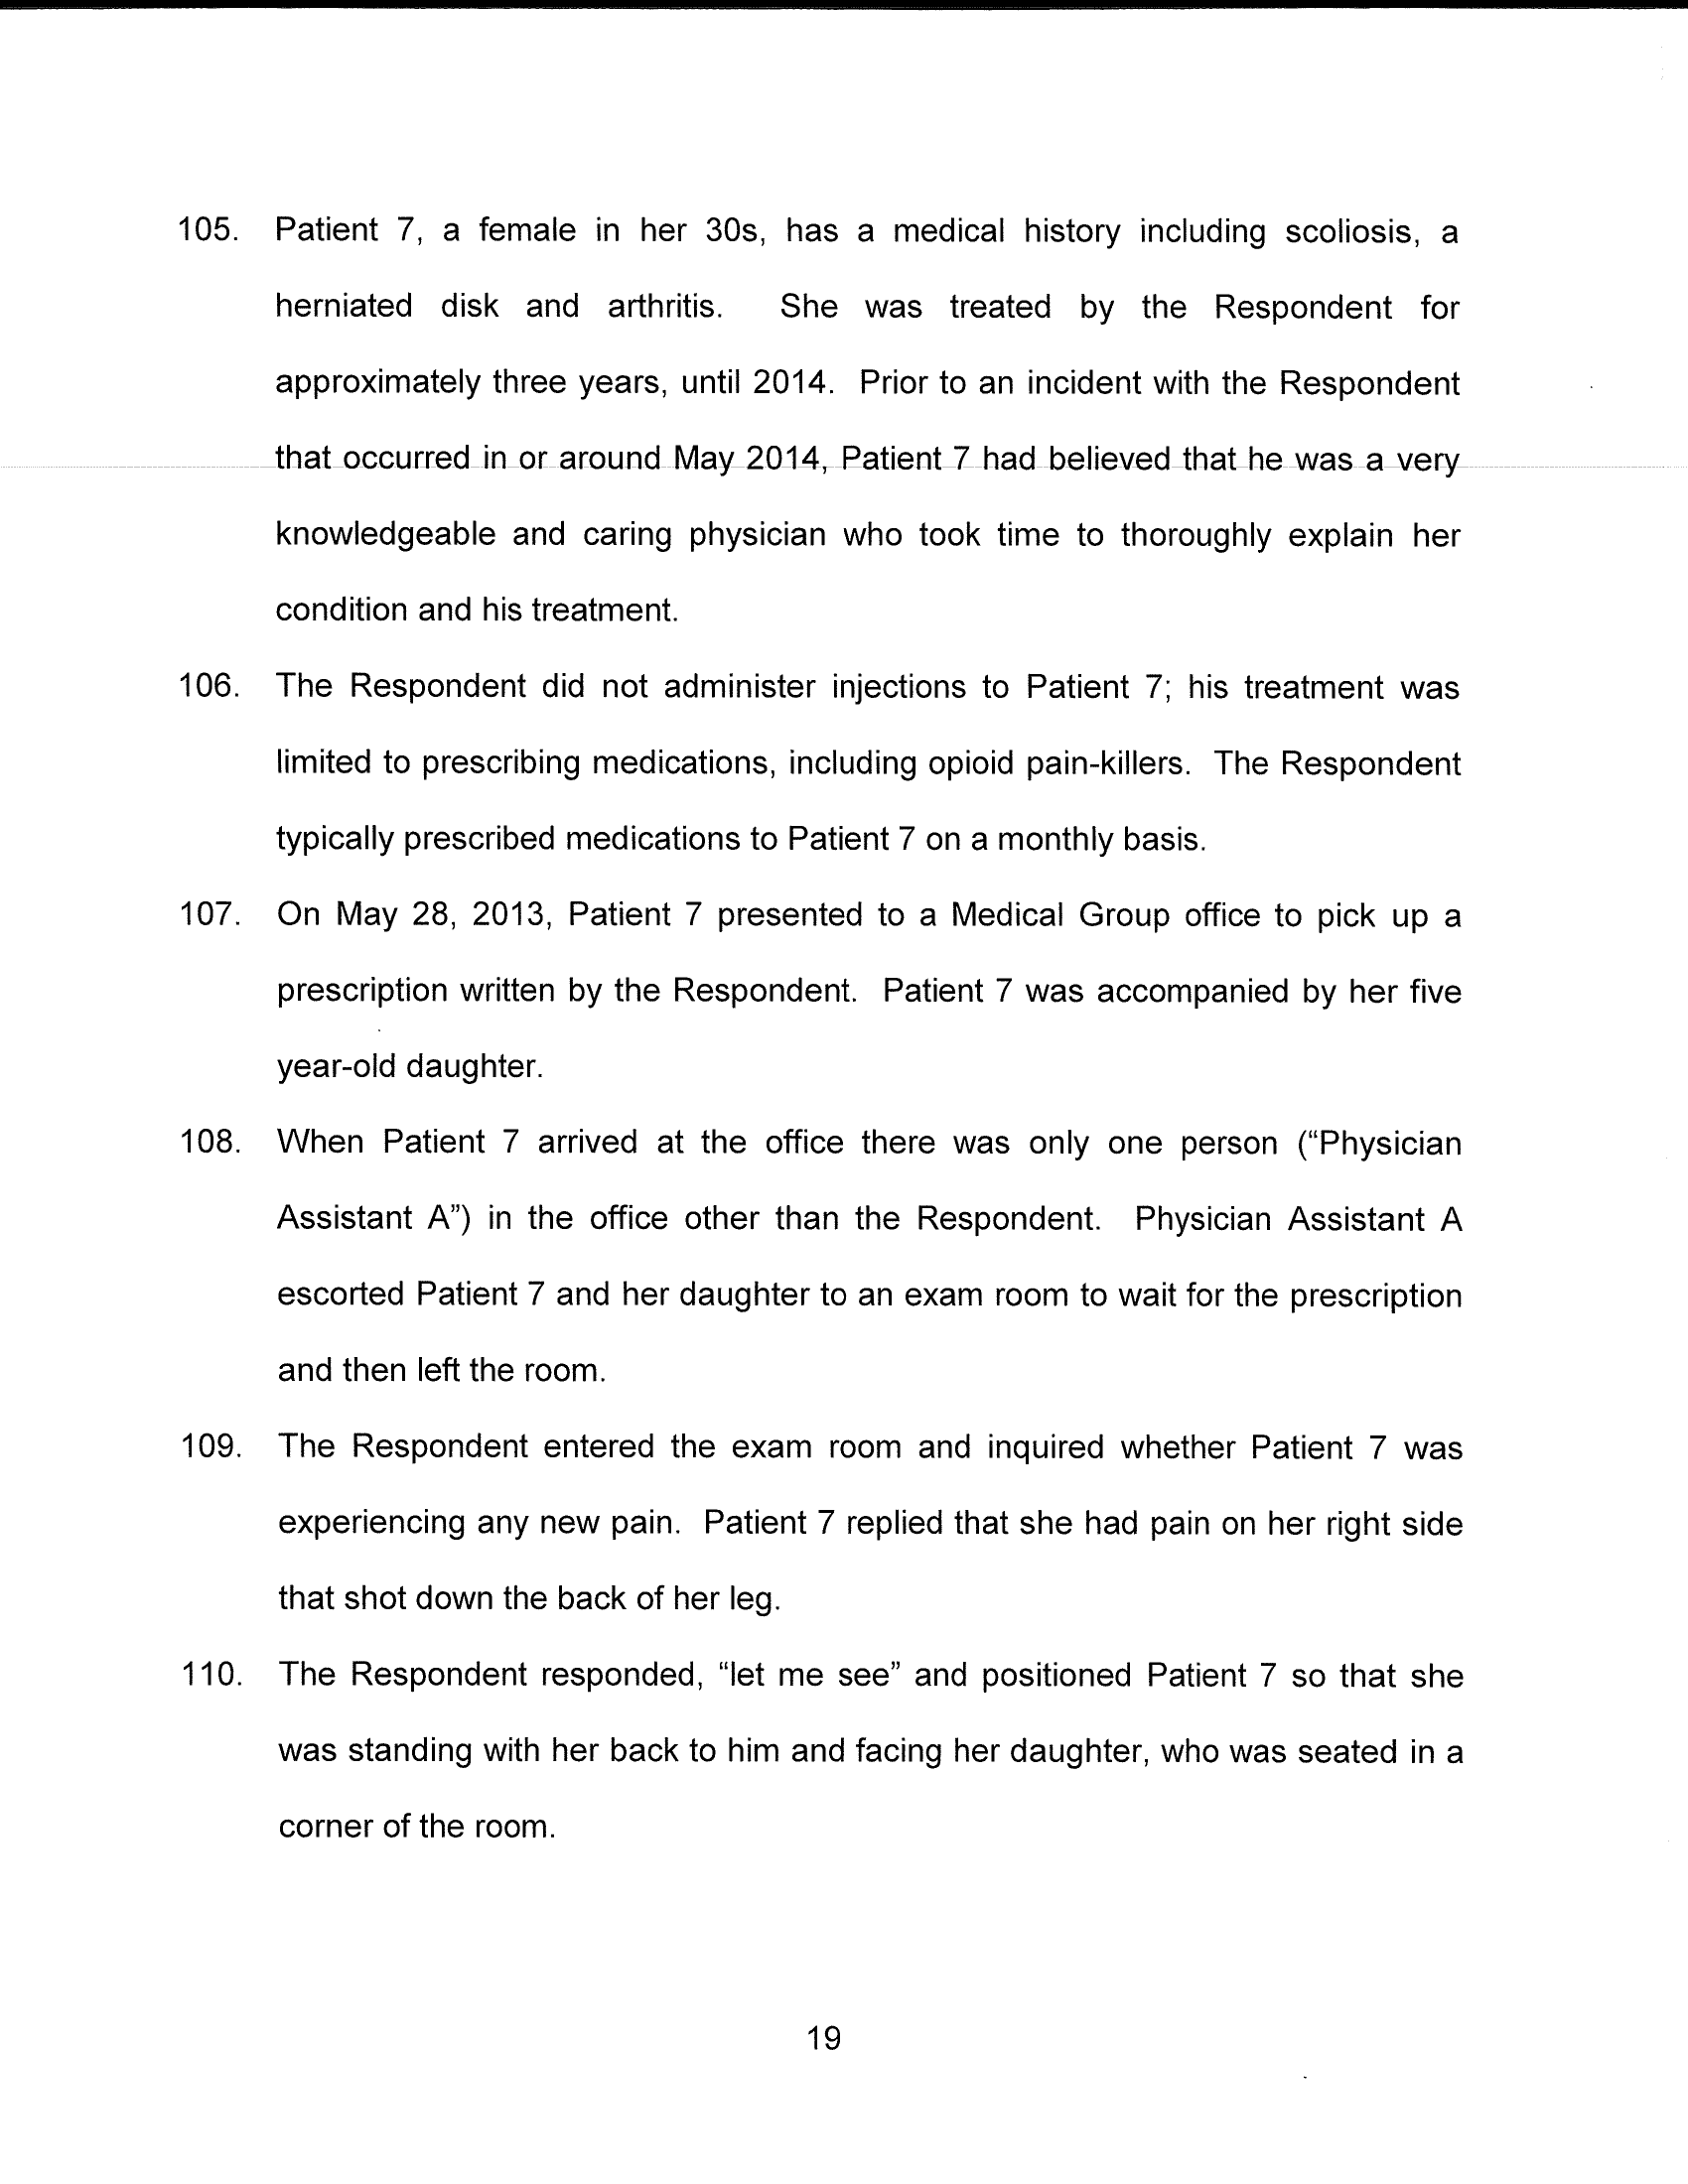 105. Patient 7, a female in her 30s, has a medical history including scoliosis, a
herniated disk and arthritis. She was treated by the Respondent for
approximately three years, until 2014. Prior to an incident with the Respondent
that occurred in or around May 2014, Patient 7 had believed that he was a very
knowledgeable and caring physician who took time to thoroughly explain her
condition and his treatment.
106. The Respondent did not administer injections to Patient 7; his treatment was
limited to prescribing medications, including opioid pain-killers. The Respondent
typically prescribed medications to Patient 7 on a monthly basis.
107. On May 28, 2013, Patient 7 presented to a Medical Group office to pick up a
prescription written by the Respondent. Patient 7 was accompanied by her five
year-old daughter.
108. When Patient 7 arrived at the office there was only one person (“Physician
Assistant A”) in the office other than the Respondent. Physician Assistant A
escorted Patient 7 and her daughter to an exam room to wait for the prescription
and then left the room.
109. The Respondent entered the exam room and inquired whether Patient 7 was
experiencing any new pain. Patient 7 replied that she had pain on her right side
that shot down the back of her leg.
110. The Respondent responded, “let me see” and positioned Patient 7 so that she
was standing with her back to him and facing her daughter, who was seated in a
corner of the room.
19